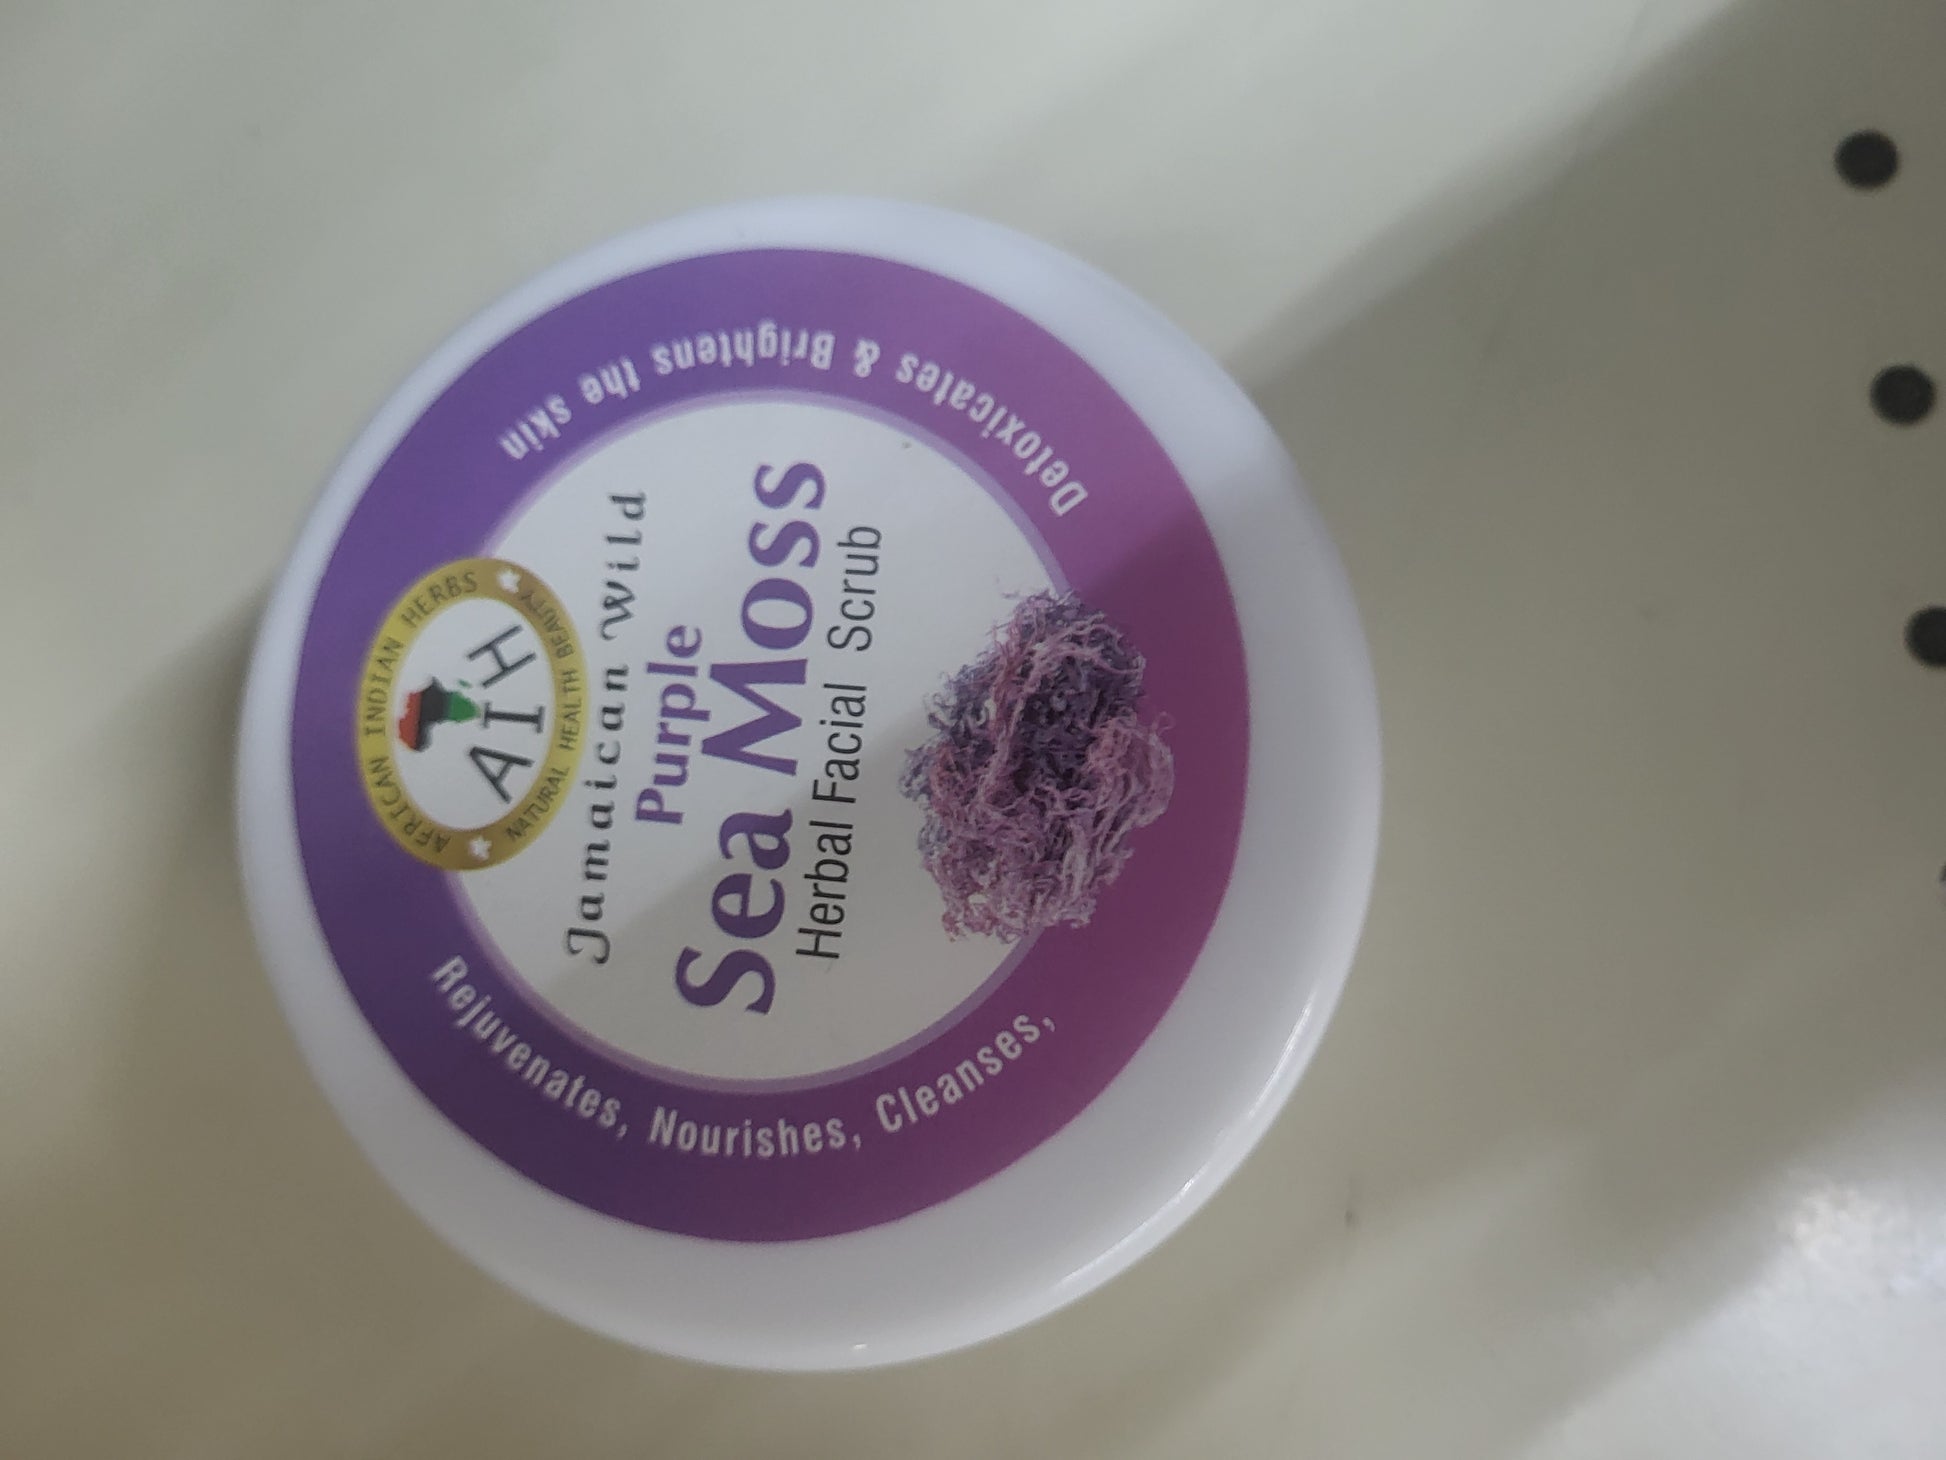 AFRICAN INDIAN HERBS
AIH
NATURAL HEALTH BEAUTY
Jamaican Wild
Purple
Sea Moss
Herbal Facial Scrub
Rejuvenates, Nourishes, Cleanses,
Detoxicates & Brightens the skin